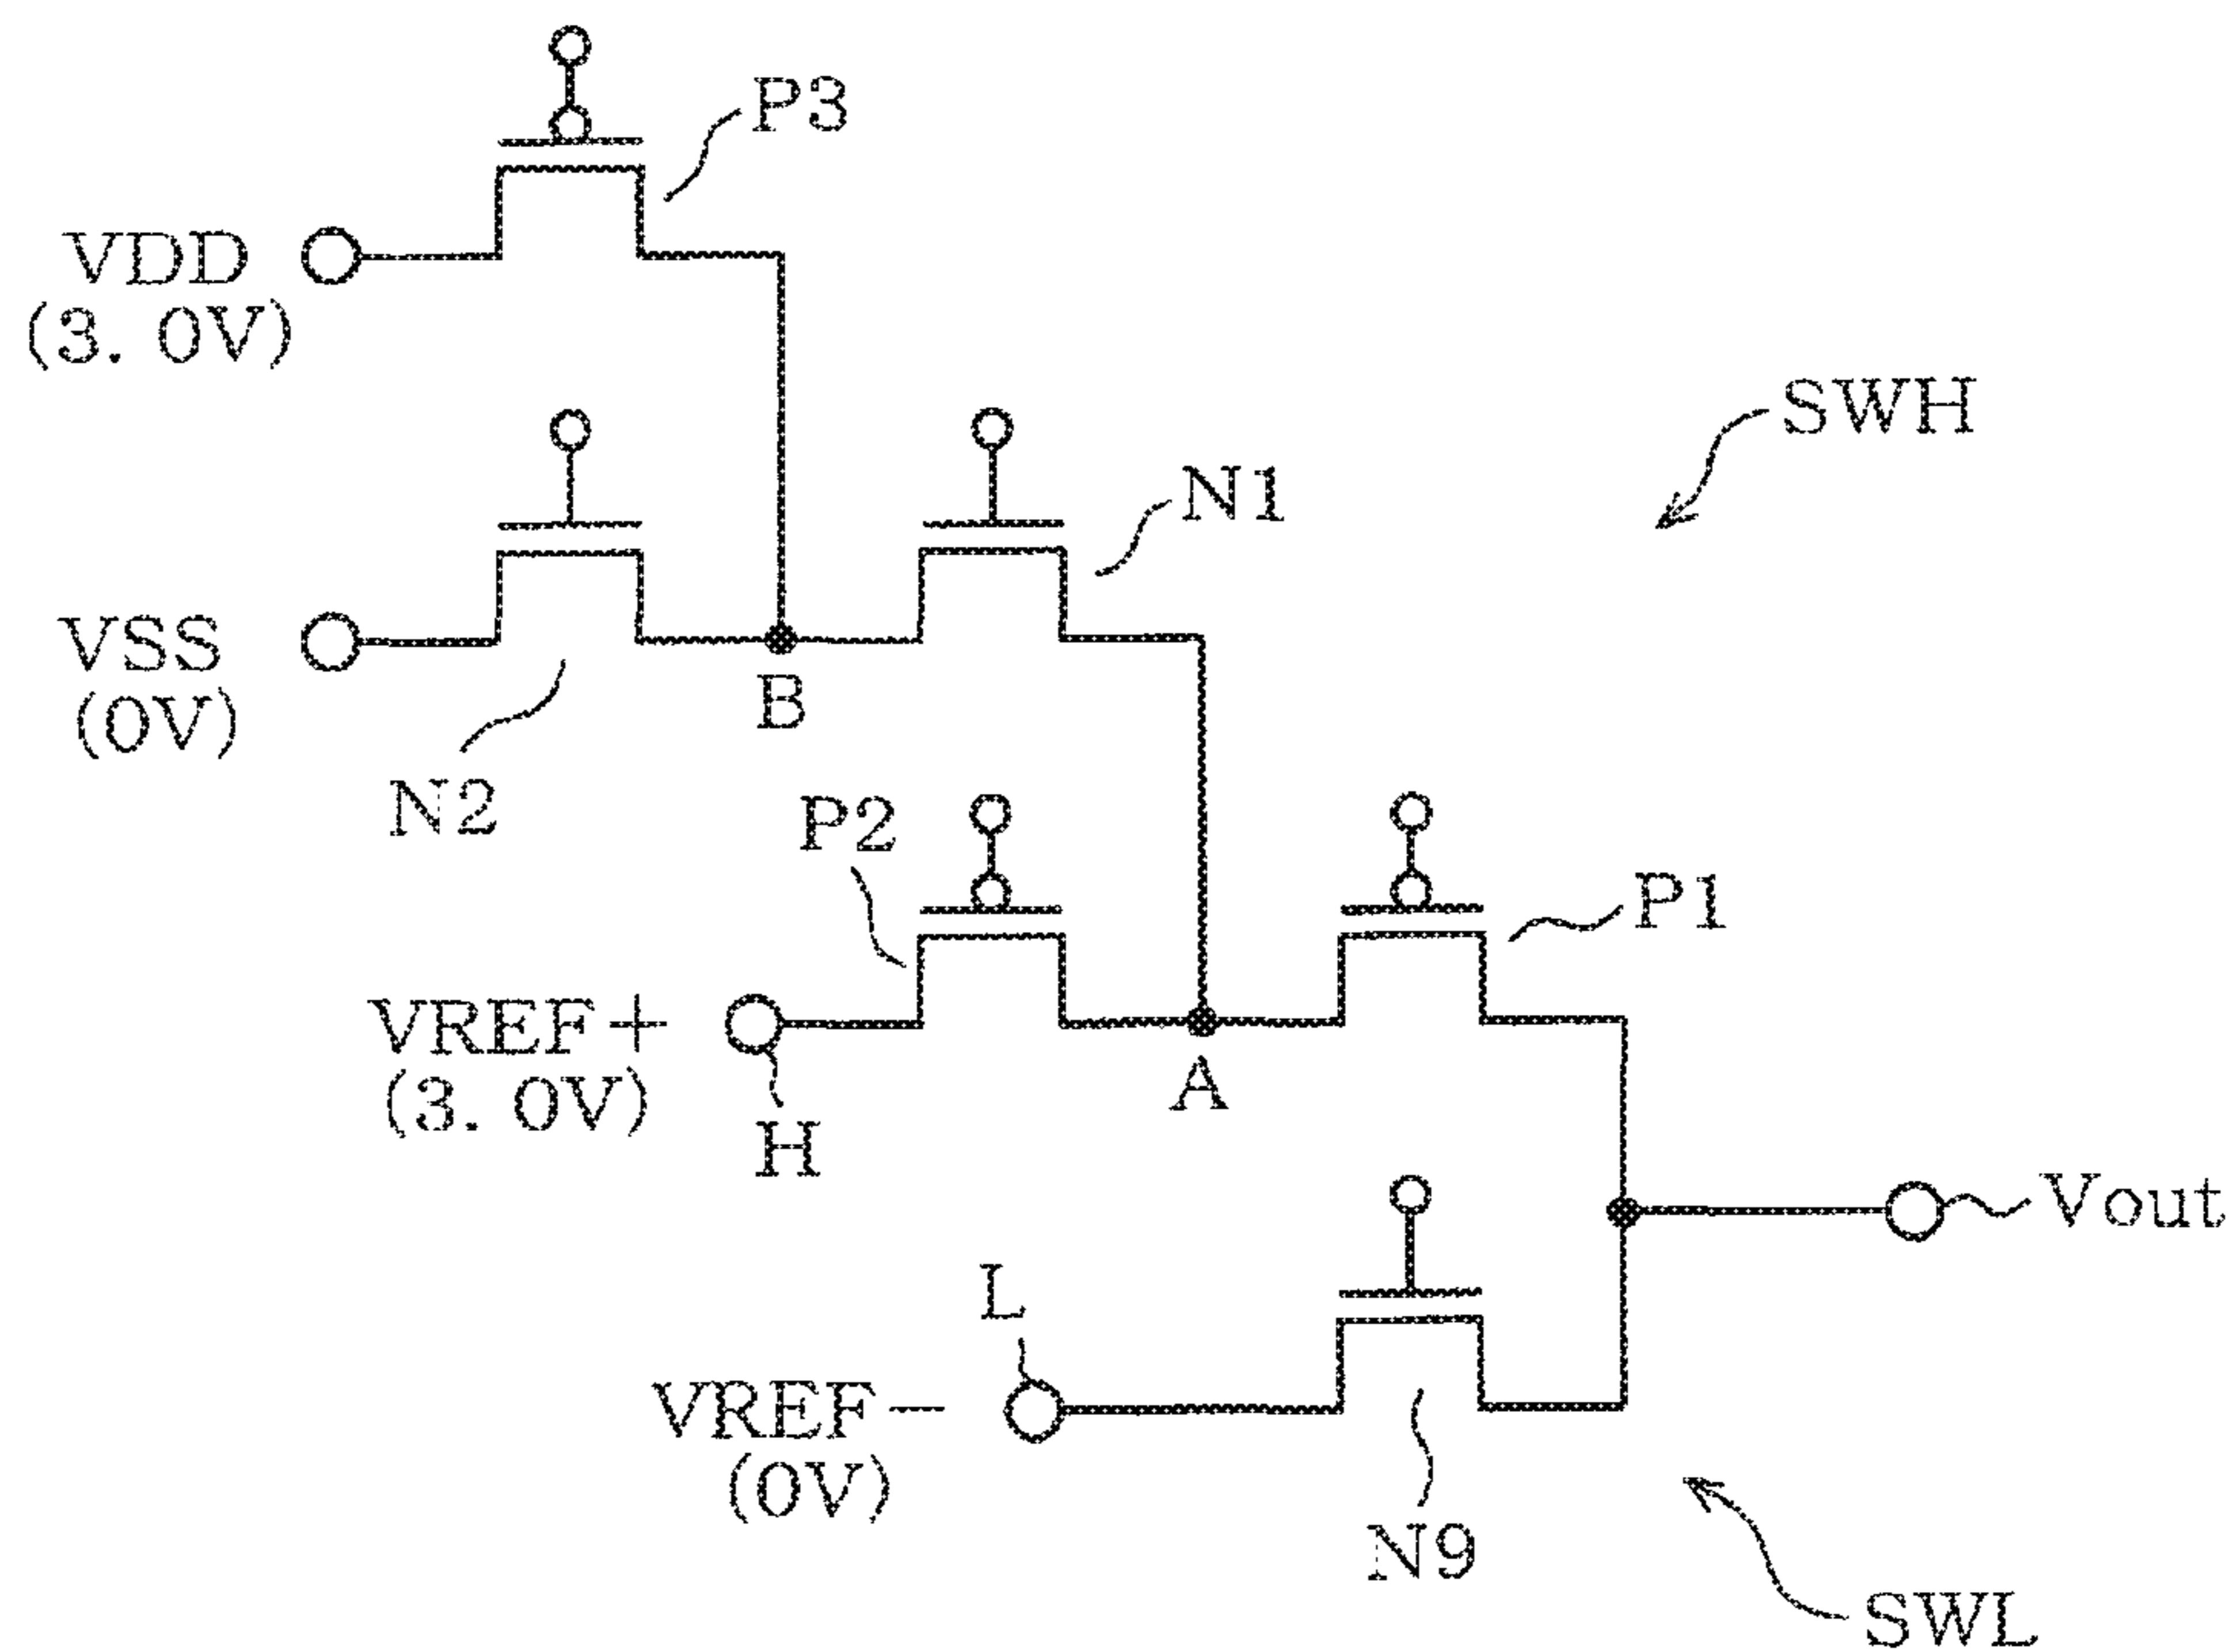 P3
VDD
(3. 0V)
SWH
N1
VSS
(0V)
B
N2
P2
P1
VREF+
(3. 0V)
A
H
Vout
L
VREF−
(0V)
N9
SWL